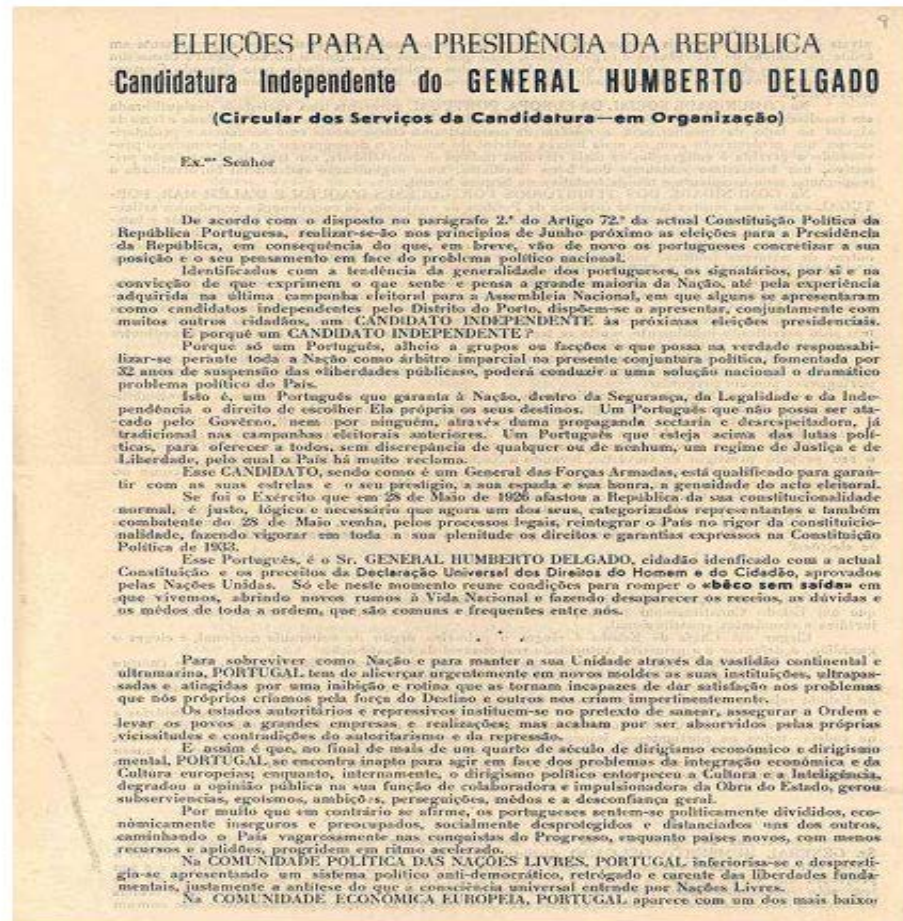 9
ELEIÇÕES PARA A PRESIDÊNCIA DA REPÚBLICA
Candidatura Independente do GENERAL HUMBERTO DELGADO
(Circular dos Serviços da Candidatura—em Organização)
Ex.mo Senhor
De acordo com o disposto no parágrafo 2.º do Artigo 72.º da actual Constituição Política da
República Portuguesa, realizar-se-ão nos princípios de Junho próximo as eleições para a Presidência
da República, em consequência do que, em breve, vão de novo os portugueses concretizar a sua
posição e o seu pensamento em face do problema político nacional.
Identificados com a tendência da generalidade dos portugueses, os signatários, por si e na
convicção de que exprimem o que sente e pensa a grande maioria da Nação, até pela experiência
adquirida na última campanha eleitoral para a Assembleia Nacional, em que alguns se apresentaram
como candidatos independentes pelo Distrito do Porto, dispõem-se a apresentar, conjuntamente com
muitos outros cidadãos, um CANDIDATO INDEPENDENTE às próximas eleições presidenciais.
E porquê um CANDIDATO INDEPENDENTE?
Porque só um Português, alheio a grupos ou facções e que possa na verdade responsabi-
lizar-se perante toda a Nação como árbitro imparcial na presente conjuntura política, fomentada por
32 anos de suspensão das «liberdades públicas», poderá conduzir a uma solução nacional o dramático
problema político do País.
Isto é, um Português que garanta à Nação, dentro da Segurança, da Legalidade e da Inde-
pendência o direito de escolher Ela própria os seus destinos. Um Português que não possa ser ata-
cado pelo Govêrno, nem por ninguém, através duma propaganda sectaria e desrespeitadora, já
tradicional nas campanhas eleitorais anteriores. Um Português que esteja acima das lutas polí-
ticas, para oferecer a todos, sem discrepância de qualquer ou de nenhum, um regime de Justiça e de
Liberdade, pelo qual o País há muito reclama.
Esse CANDIDATO, sendo como é um General das Forças Armadas, está qualificado para garan-
tir com as suas estrelas e o seu prestígio, a sua espada e sua honra, a genuidade do acto eleitoral.
Se foi o Exército que em 28 de Maio de 1926 afastou a República da sua constitucionalidade
normal, é justo, lógico e necessário que agora um dos seus, categorizados representantes e também
combatente do 28 de Maio venha, pelos processos legais, reintegrar o País no rigor da constituicio-
nalidade, fazendo vigorar em toda a sua plenitude os direitos e garantias expressos na Constituição
Política de 1933.
Esse Português, é o Sr. GENERAL HUMBERTO DELGADO, cidadão idenficado com a actual
Constituição e os preceitos da Declaração Universal dos Direitos do Homem e do Cidadão, aprovados
pelas Nações Unidas. Só ele neste momento reune condições para romper o «bêco sem saída» em
que vivemos, abrindo novos rumos à Vida Nacional e fazendo desaparecer os receios, as dúvidas e
os mêdos de toda a ordem, que são comuns e frequentes entre nós.
Para sobreviver como Nação e para manter a sua Unidade através da vastidão continental e
ultramarina, PORTUGAL tem de alicerçar urgentemente em novos moldes as suas instituições, ultrapas-
sadas e atingidas por uma inibição e rotina que as tornam incapazes de dar satisfação aos problemas
que nós próprios criamos pela força do Destino e outros nos criam impertinentemente.
Os estados autoritários e repressivos instituem-se no pretexto de sanear, assegurar a Ordem e
levar os povos a grandes empresas e realizações; mas acabam por ser absorvidos pelas próprias
vicissitudes e contradições do autoritarismo e da repressão.
E assim é que, no final de mais de um quarto de século de dirigismo económico e dirigismo
mental, PORTUGAL se encontra inapto para agir em face dos problemas da integração económica e da
Cultura europeias; enquanto, internamente, o dirigismo político entorpeceu a Cultura e a Inteligência,
degradou a opinião pública na sua função de colaboradora e impulsionadora da Obra do Estado, gerou
subserviencias, egoismos, ambições, perseguições, mêdos e a desconfiança geral.
Por muito que em contrário se afirme, os portugueses sentem-se politicamente divididos, eco-
nòmicamente inseguros e preocupados, socialmente desprotegidos e distanciados uns dos outros,
caminhando o País vagarosamente nas conquistas do Progresso, enquanto países novos, com menos
recursos e aptidões, progridem em ritmo acelerado.
Na COMUNIDADE POLÍTICA DAS NAÇÕES LIVRES, PORTUGAL inferiorisa-se e despresti-
gia-se apresentando um sistema político anti-democrático, retrógado e carente das liberdades funda-
mentais, justamente a antítese do que a consciência universal entende por Nações Livres.
Na COMUNIDADE ECONÓMICA EUROPEIA, PORTUGAL aparece com um dos mais baixos